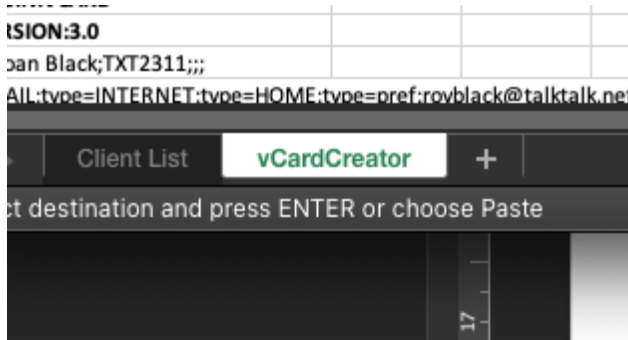 RSION:3.0
oan Black;TXT2311;;;
AIL;type=INTERNET;type=HOME;type=pref:royblack@talktalk.net
Client List
vCardCreator
+
ct destination and press ENTER or choose Paste
17